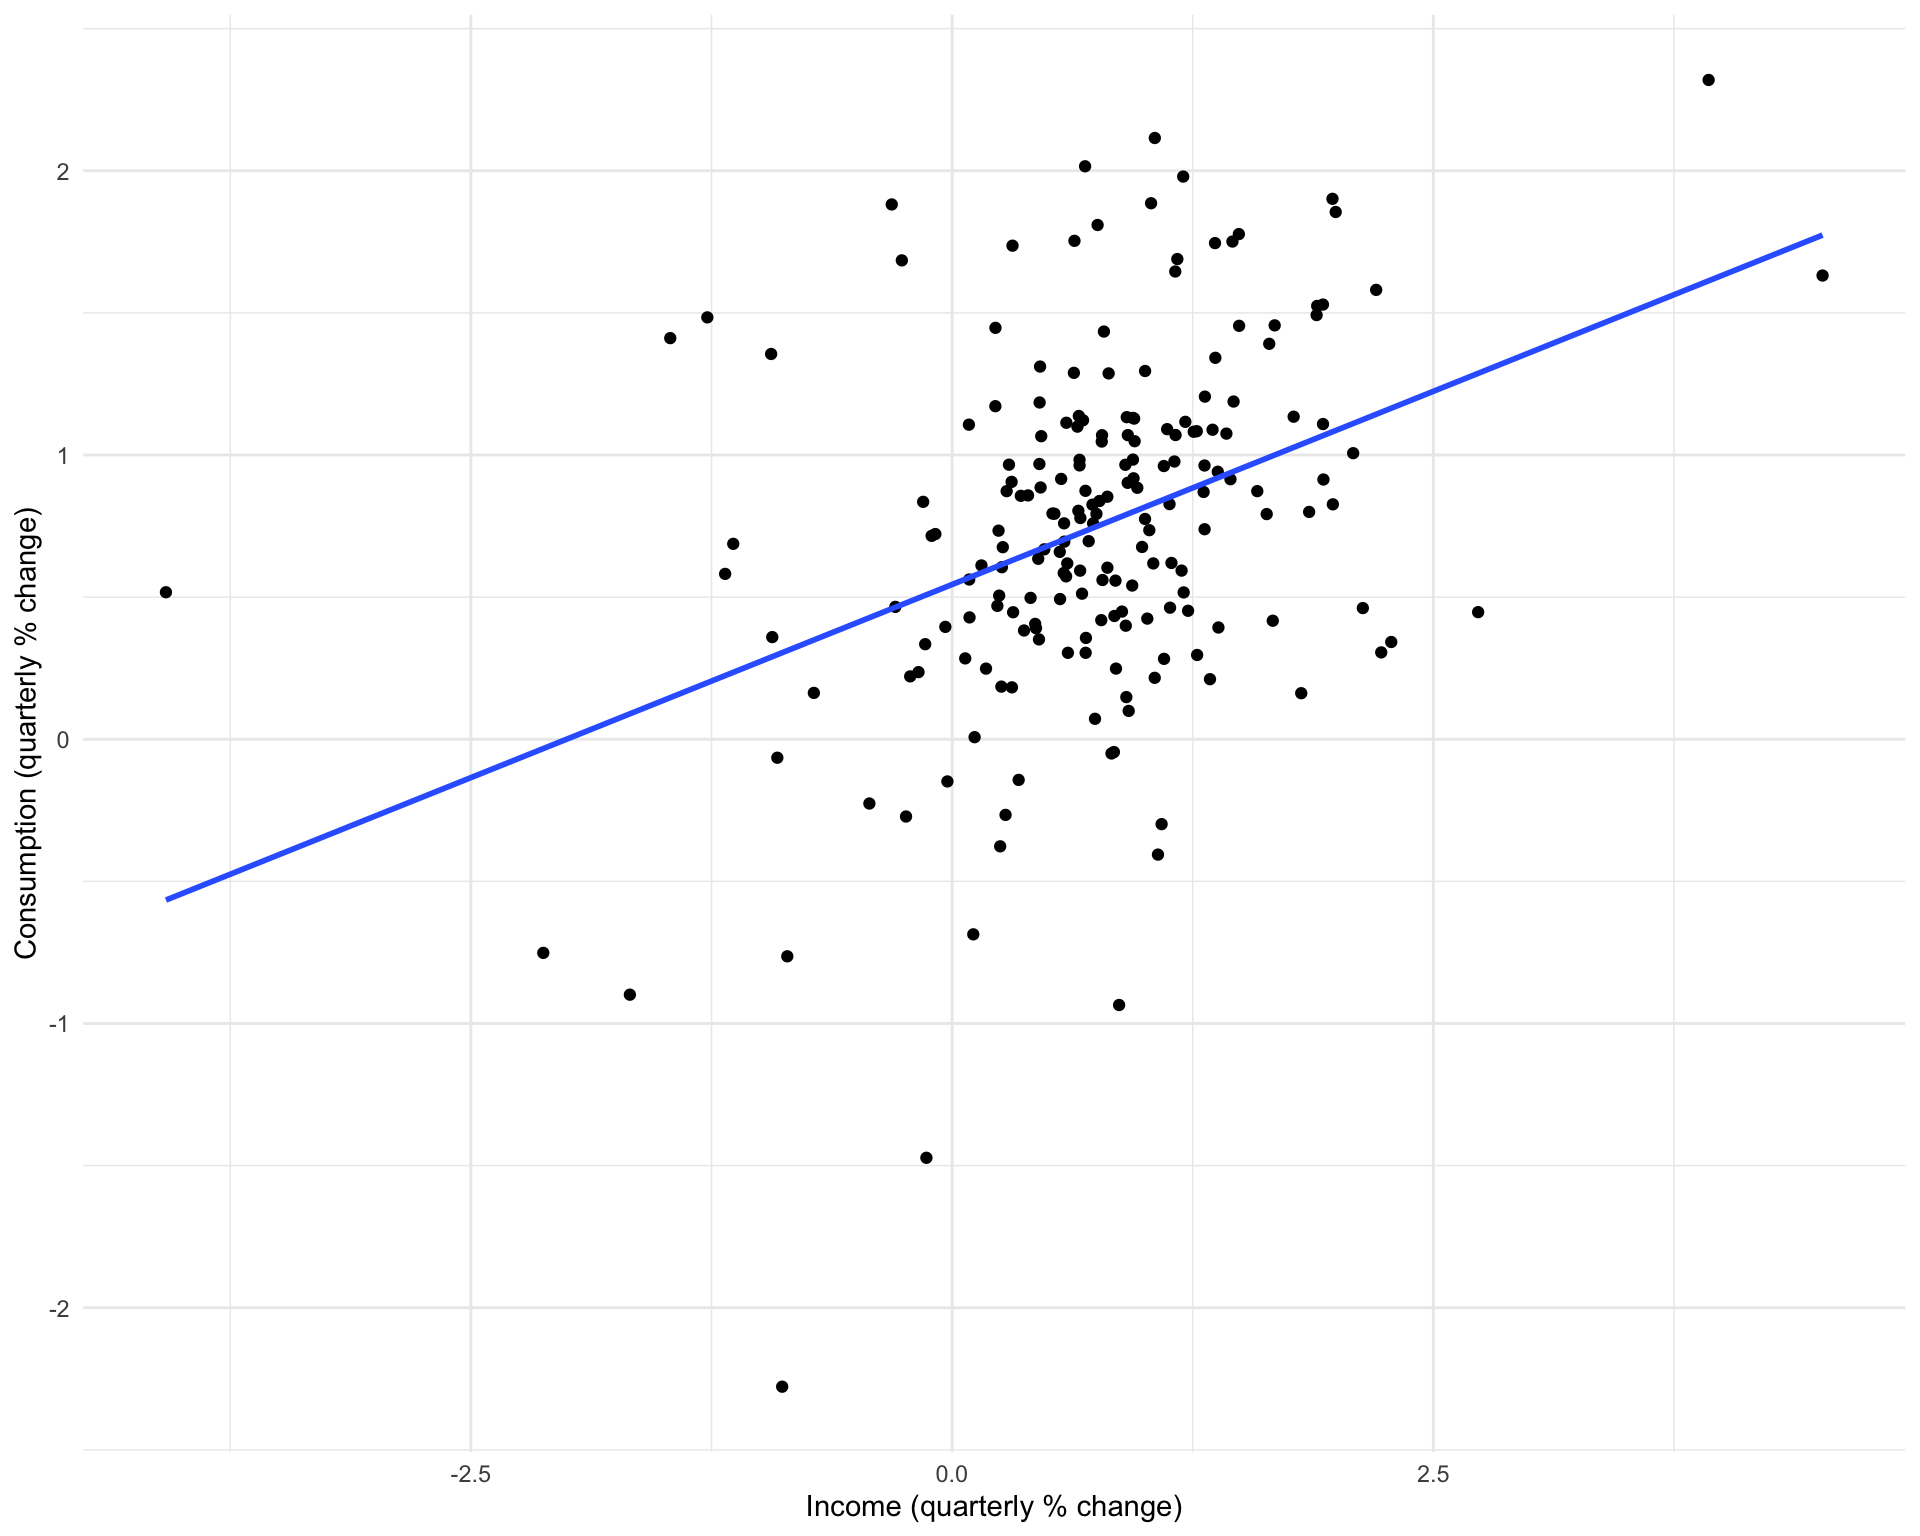 2
1
0
-1
-2
Consumption (quarterly % change)
-2.5 0.0 2.5
Income (quarterly % change)